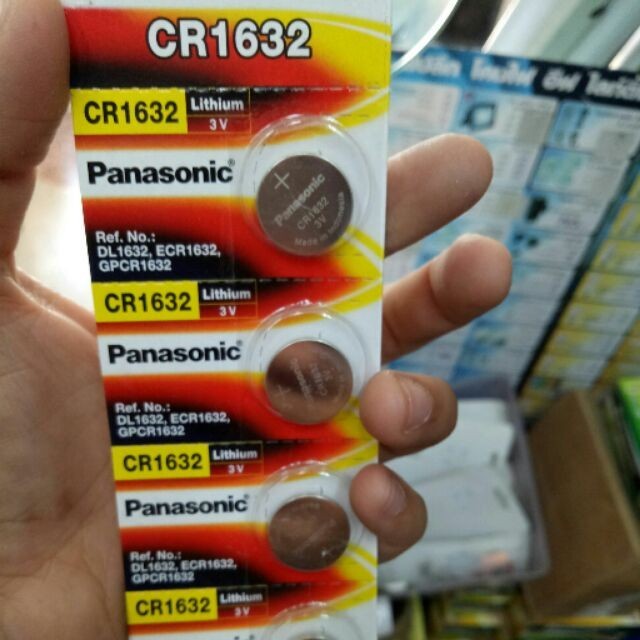 CR1632
CR1632 Lithium
3V
Panasonic®
Panasonic
CR1632
3V
Made in Indonesia
Ref. No.:
DL1632, ECR1632,
GPCR1632
CR1632 Lithium
3V
Panasonic®
Ref. No.:
DL1632, ECR1632,
GPCR1632
CR1632 Lithium
3V
Panasonic®
Ref. No.:
DL1632, ECR1632,
GPCR1632
CR1632 Lithium
3V